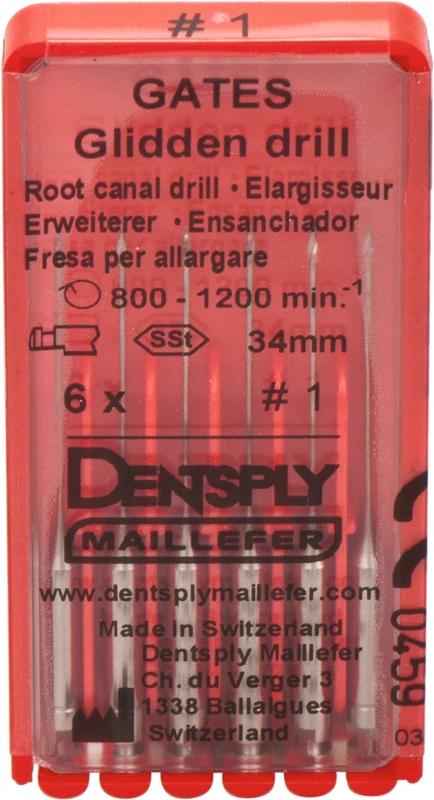 # 1
GATES
Glidden drill
Root canal drill · Elargisseur
Erweiterer · Ensanchador
Fresa per allargare
800 - 1200 min.-1
SSt 34mm
6 x # 1
DENTSPLY
MAILLEFER
www.dentsplymaillefer.com
Made in Switzerland
Dentsply Maillefer
Ch. du Verger 3
1338 Ballaigues
Switzerland
CE 0459
03